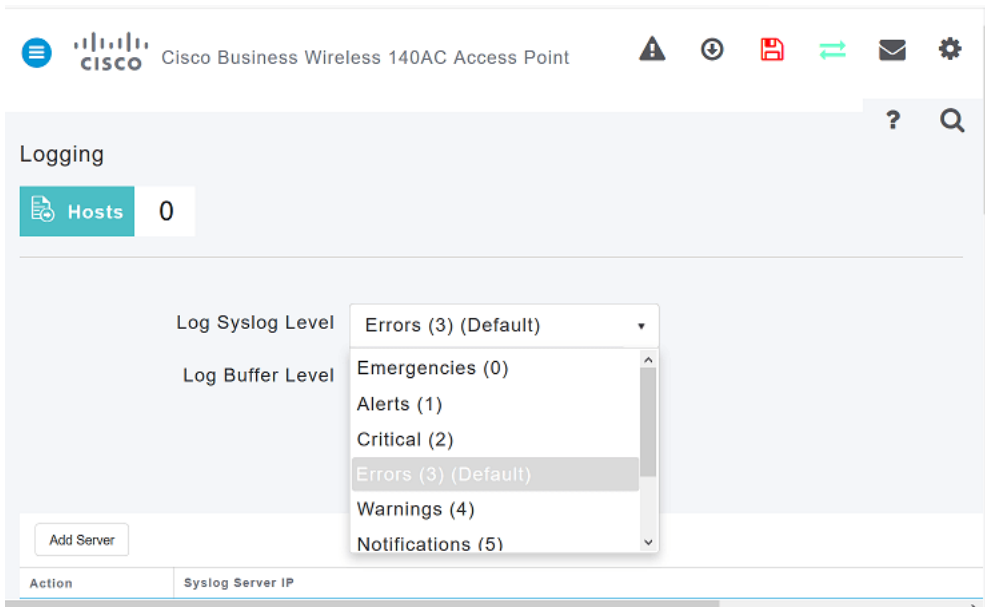 CISCO Cisco Business Wireless 140AC Access Point
?
Logging
Hosts 0
Log Syslog Level Errors (3) (Default)
Log Buffer Level
Emergencies (0)
Alerts (1)
Critical (2)
Errors (3) (Default)
Warnings (4)
Notifications (5)
Add Server
Action Syslog Server IP